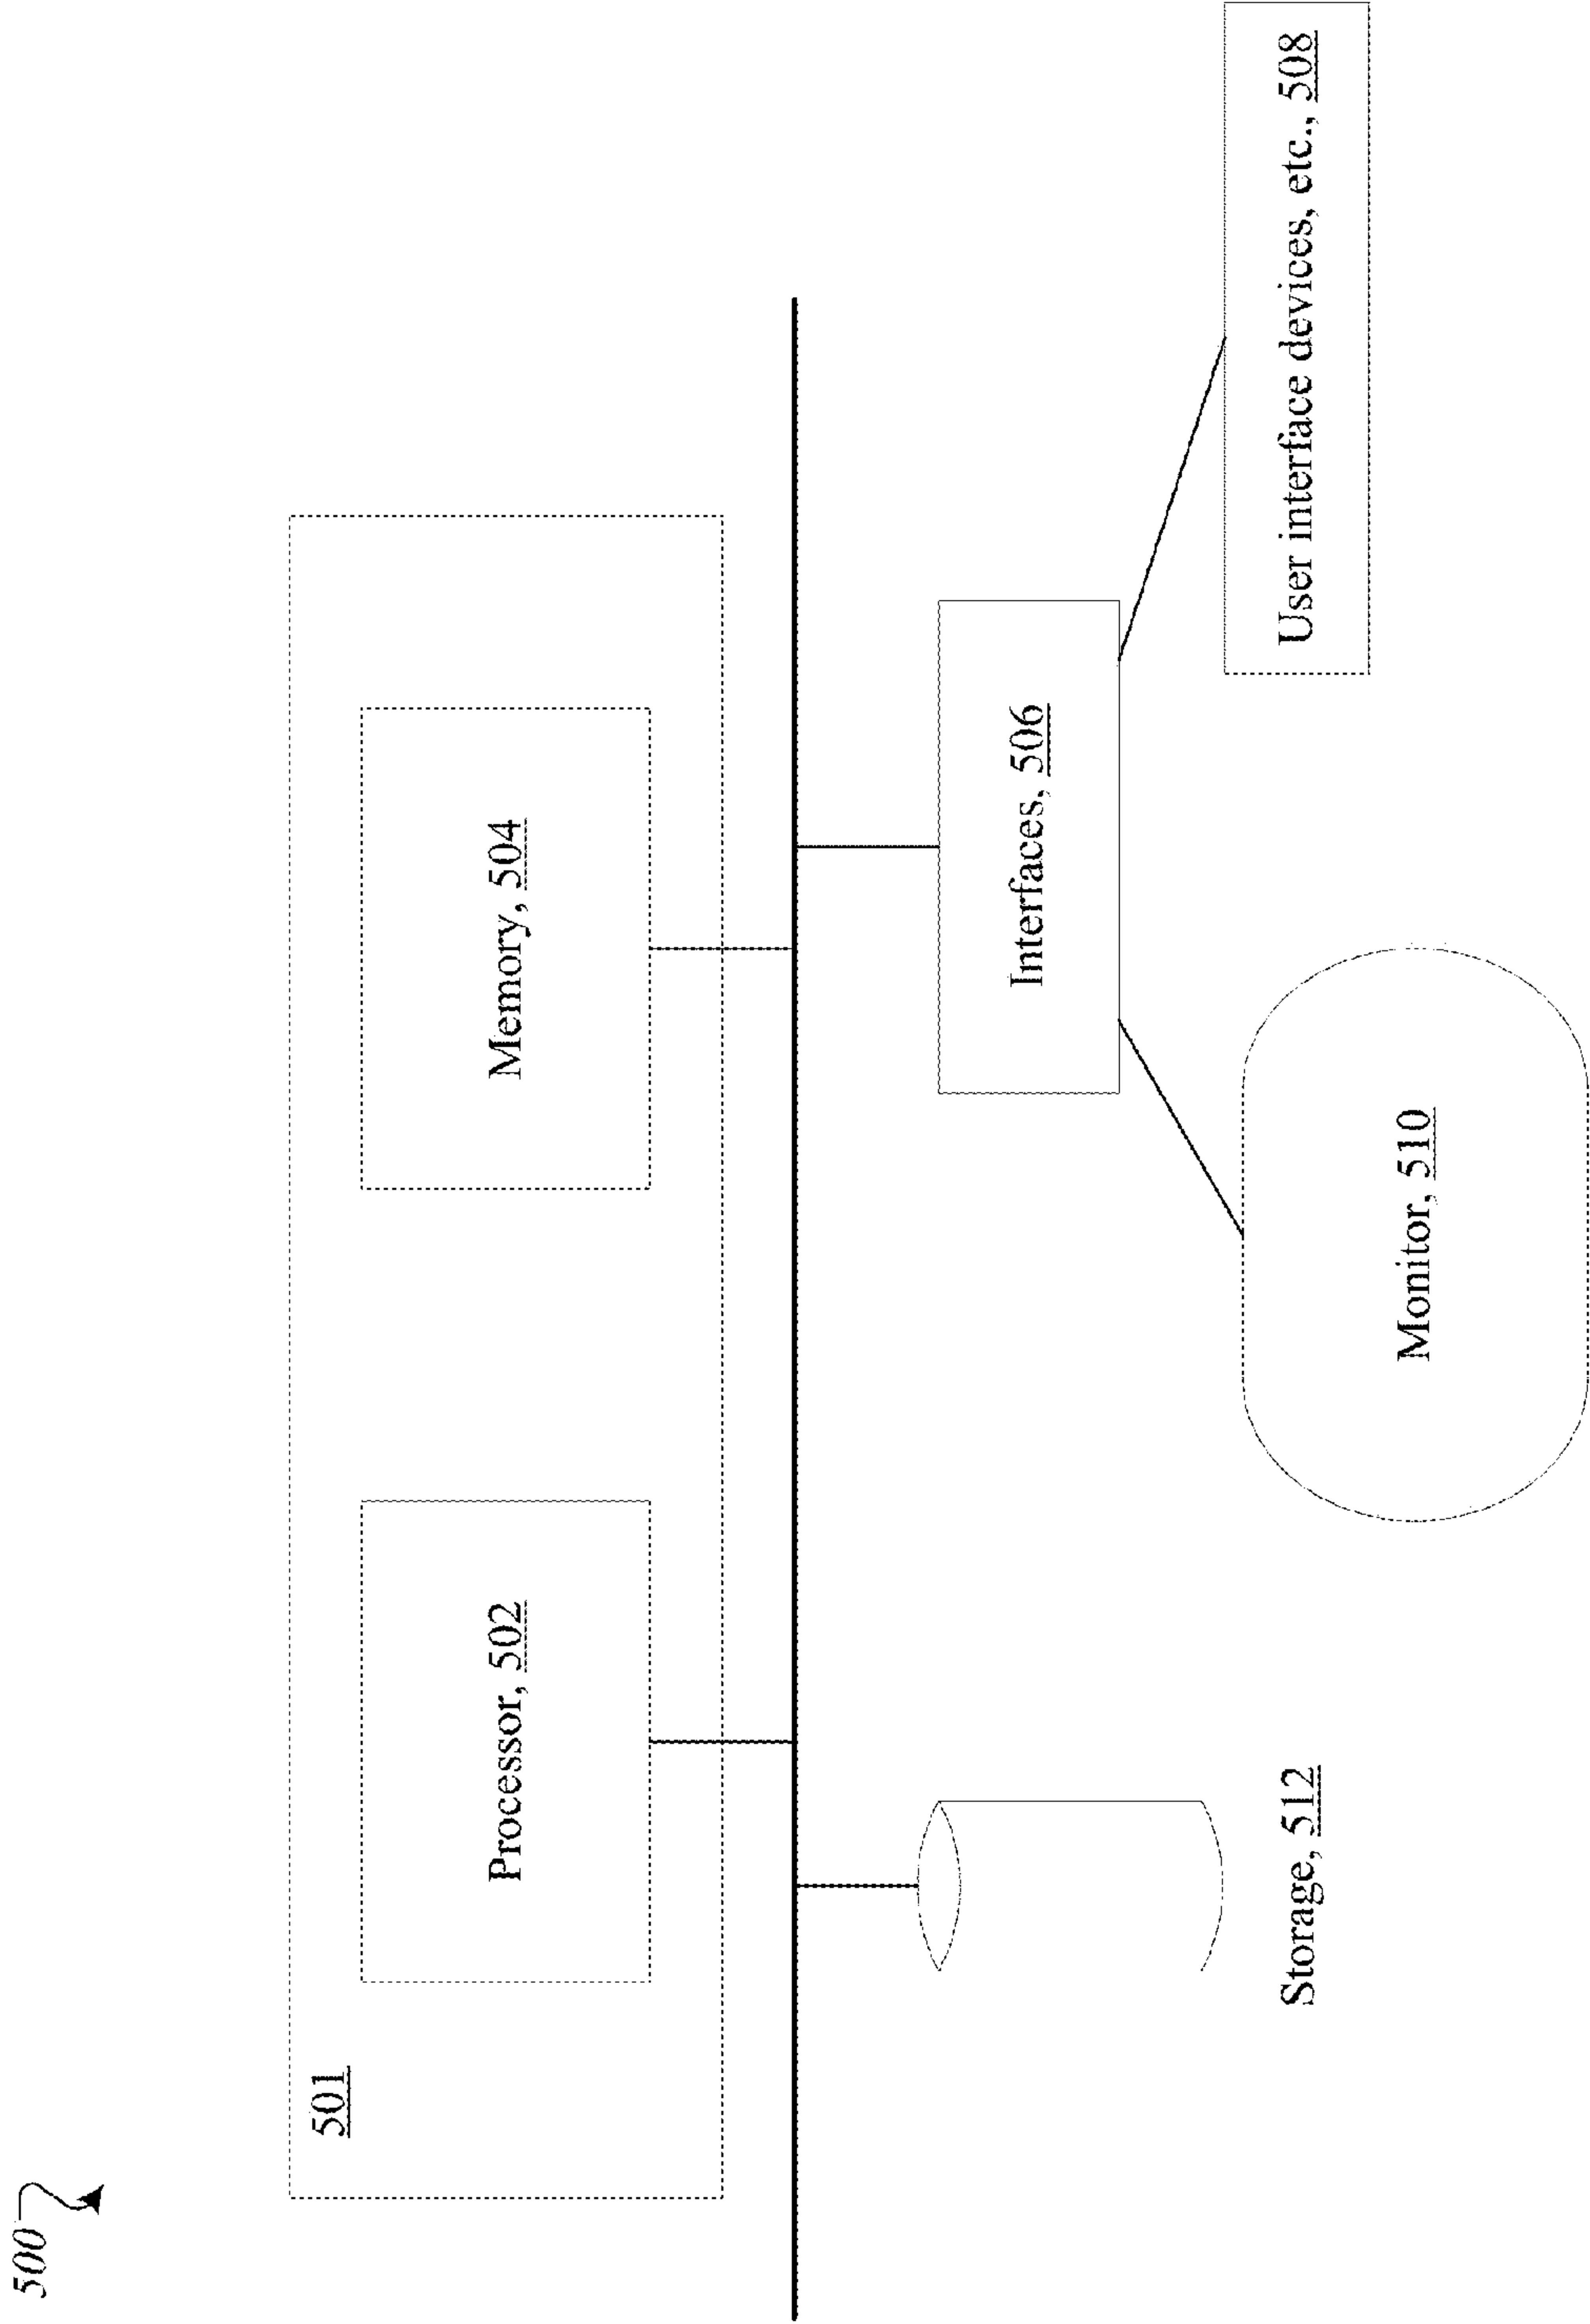 500
501
Processor, 502
Memory, 504
Interfaces, 506
User interface devices, etc., 508
Monitor, 510
Storage, 512